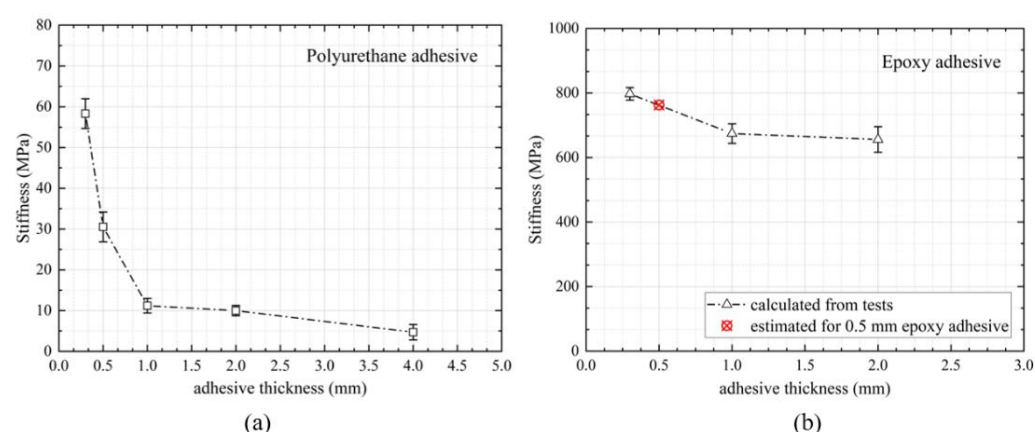 80
70
60
50
40
30
20
10
0
Stiffness (MPa)
Polyurethane adhesive
0.0 0.5 1.0 1.5 2.0 2.5 3.0 3.5 4.0 4.5 5.0
adhesive thickness (mm)
(a)
1000
800
600
400
200
0
Stiffness (MPa)
Epoxy adhesive
calculated from tests
estimated for 0.5 mm epoxy adhesive
0.0 0.5 1.0 1.5 2.0 2.5 3.0
adhesive thickness (mm)
(b)